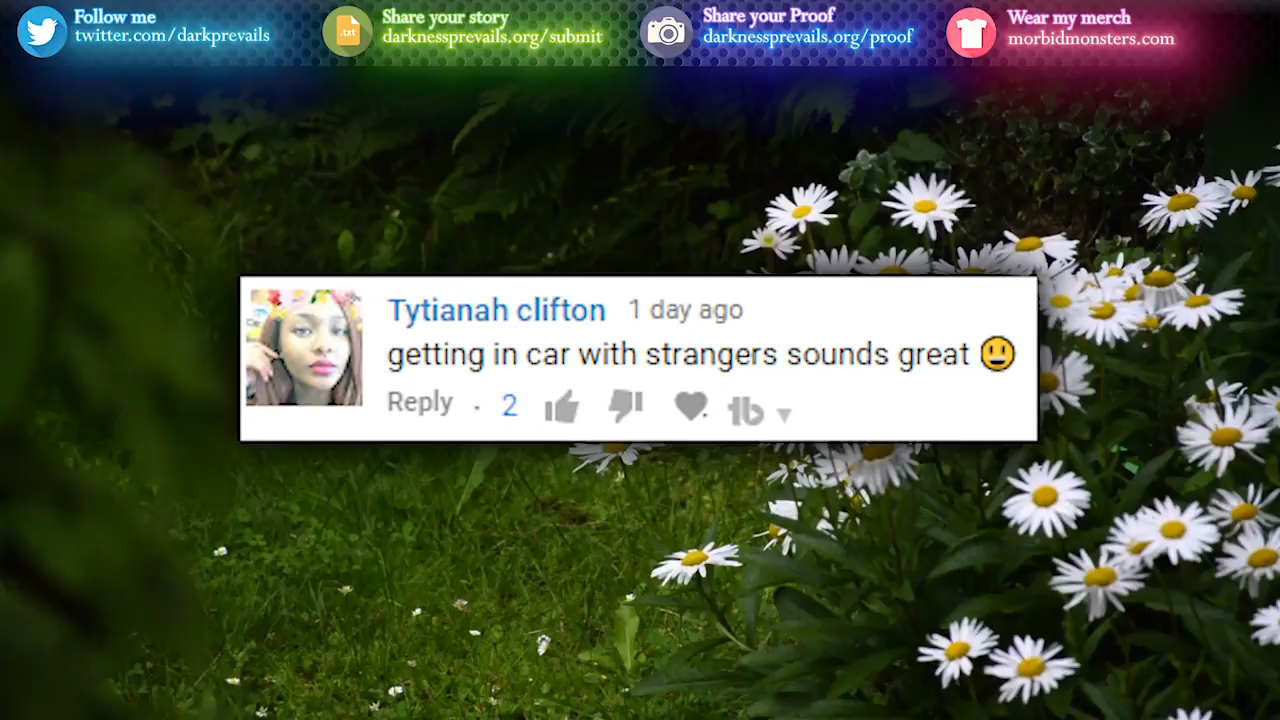 Follow me
twitter.com/darkprevails
Share your story
.txt
darknessprevails.org/submit
Share your Proof
darknessprevails.org/proof
Wear my merch
morbidmonsters.com
Tytianah clifton 1 day ago
getting in car with strangers sounds great 😃
Reply . 2